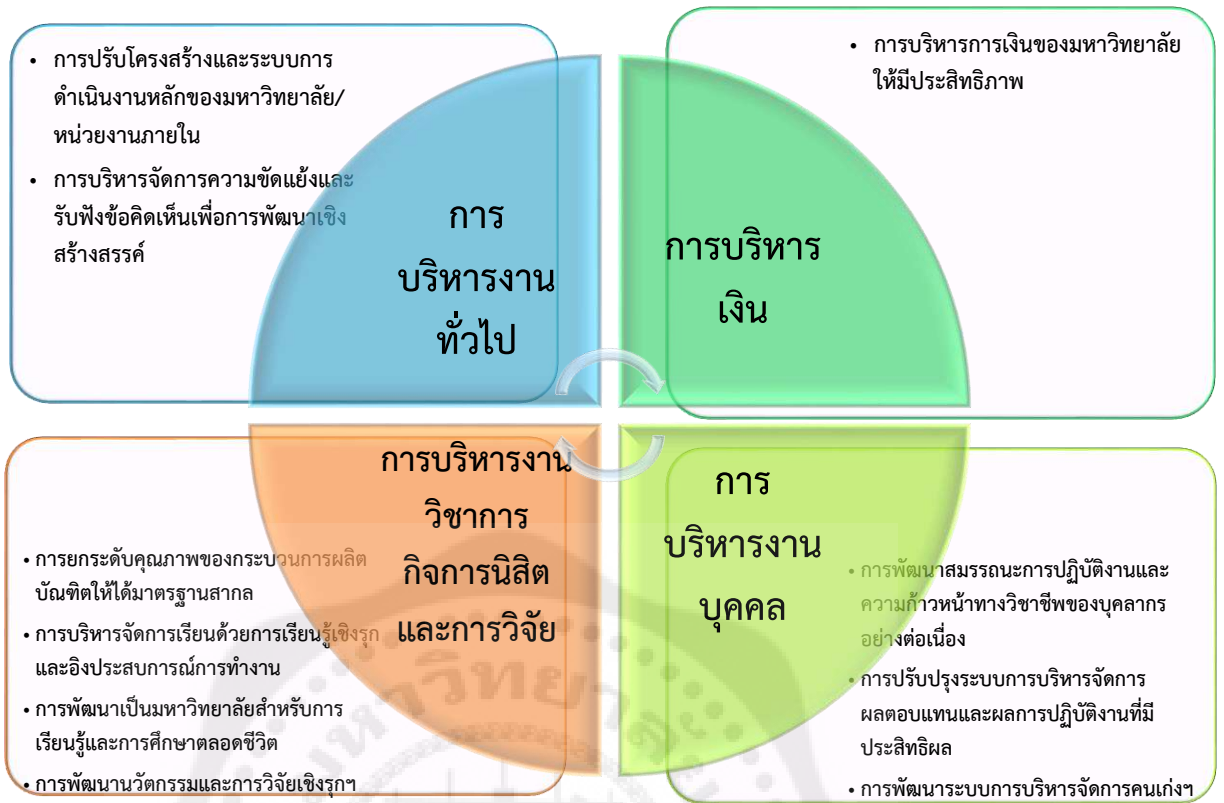 • การปรับโครงสร้างและระบบการ
ดำเนินงานหลักของมหาวิทยาลัย/
หน่วยงานภายใน
• การบริหารจัดการความขัดแย้งและ
รับฟังข้อคิดเห็นเพื่อการพัฒนาเชิง
สร้างสรรค์
การ
บริหารงาน
ทั่วไป
• การบริหารการเงินของมหาวิทยาลัย
ให้มีประสิทธิภาพ
การบริหาร
เงิน
การบริหารงาน
วิชาการ
กิจการนิสิต
และการวิจัย
• การยกระดับคุณภาพของกระบวนการผลิต
บัณฑิตให้ได้มาตรฐานสากล
• การบริหารจัดการเรียนด้วยการเรียนรู้เชิงรุก
และอิงประสบการณ์การทำงาน
• การพัฒนาเป็นมหาวิทยาลัยสำหรับการ
เรียนรู้และการศึกษาตลอดชีวิต
• การพัฒนานวัตกรรมและการวิจัยเชิงรุกฯ
การ
บริหารงาน
บุคคล
• การพัฒนาสมรรถนะการปฏิบัติงานและ
ความก้าวหน้าทางวิชาชีพของบุคลากร
อย่างต่อเนื่อง
• การปรับปรุงระบบการบริหารจัดการ
ผลตอบแทนและผลการปฏิบัติงานที่มี
ประสิทธิผล
• การพัฒนาระบบการบริหารจัดการคนเก่งฯ